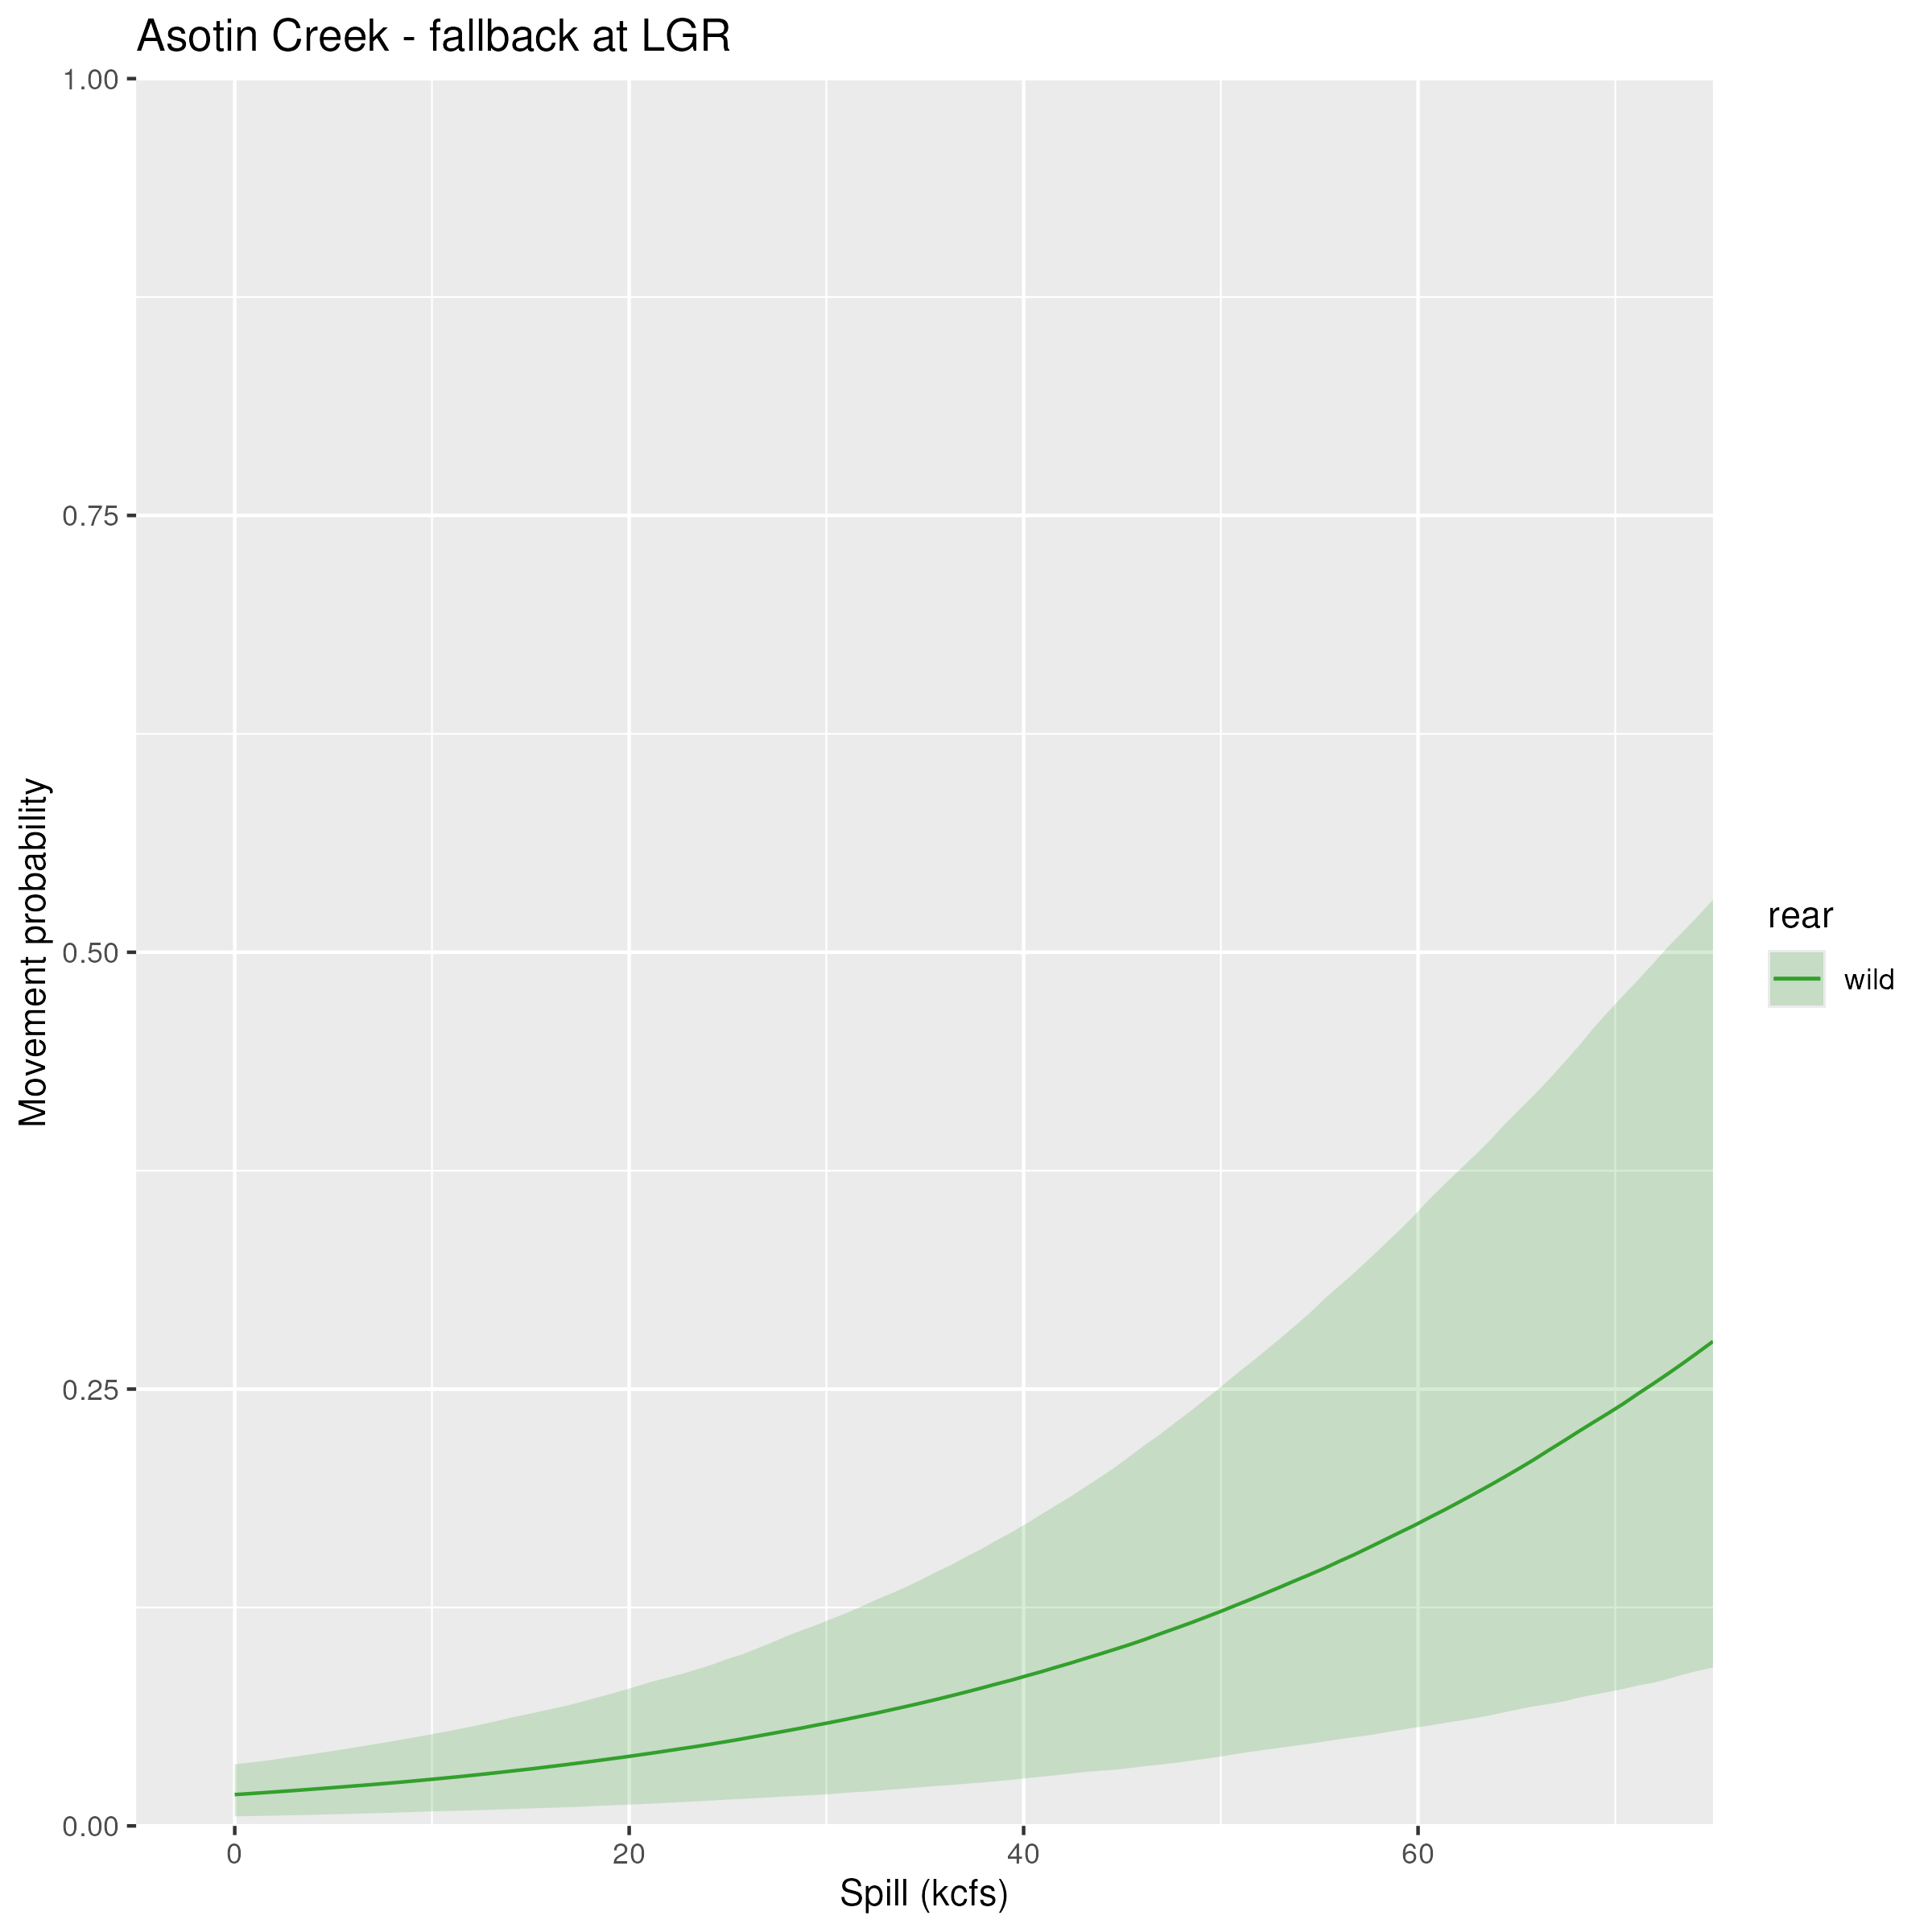 Asotin Creek - fallback at LGR
1.00
0.75
0.50
0.25
0.00
0 20 40 60
Spill (kcfs)
Movement probability
rear
wild